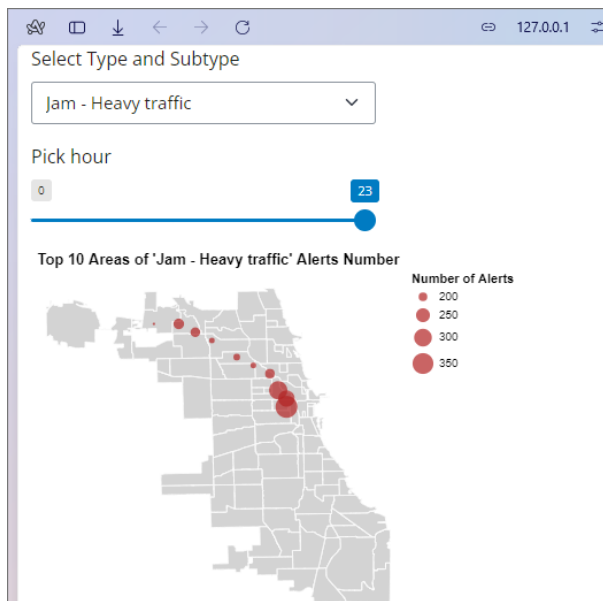 127.0.0.1
Select Type and Subtype
Jam - Heavy traffic
Pick hour
0
23
Top 10 Areas of 'Jam - Heavy traffic' Alerts Number
Number of Alerts
200
250
300
350